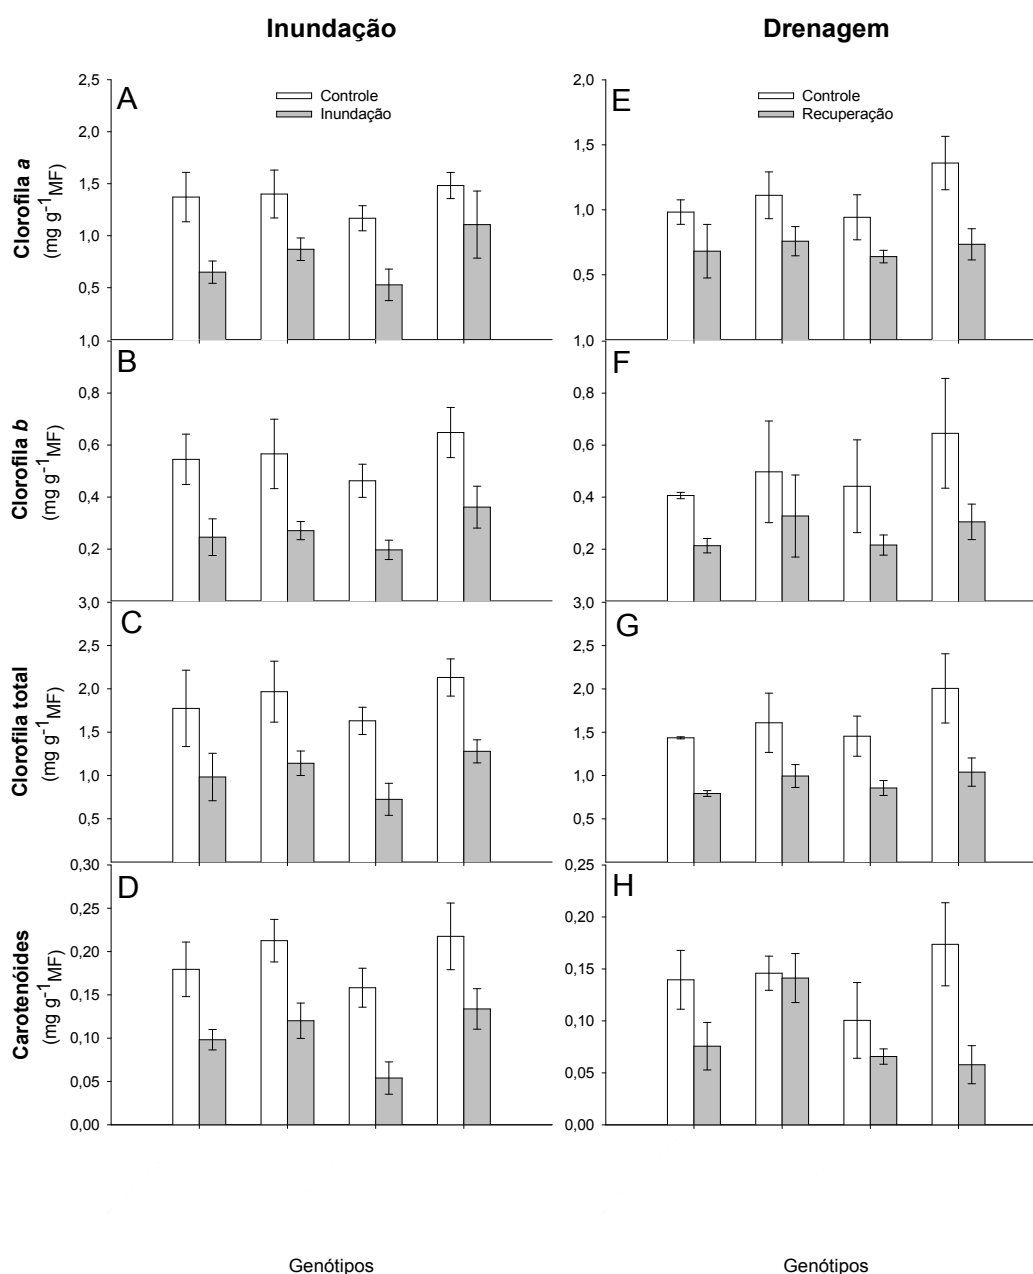 Inundação
Drenagem
A
Controle
Inundação
Clorofila a
(mg g-1MF)
2,5
2,0
1,5
1,0
0,5
1,0
E
Controle
Recuperação
2,0
1,5
1,0
0,5
1,0
B
Clorofila b
(mg g-1MF)
0,8
0,6
0,4
0,2
3,0
F
0,8
0,6
0,4
0,2
3,0
C
Clorofila total
(mg g-1MF)
2,5
2,0
1,5
1,0
0,5
0,30
G
2,5
2,0
1,5
1,0
0,5
0,25
D
Carotenóides
(mg g-1MF)
0,25
0,20
0,15
0,10
0,05
0,00
H
0,20
0,15
0,10
0,05
0,00
Genótipos
Genótipos